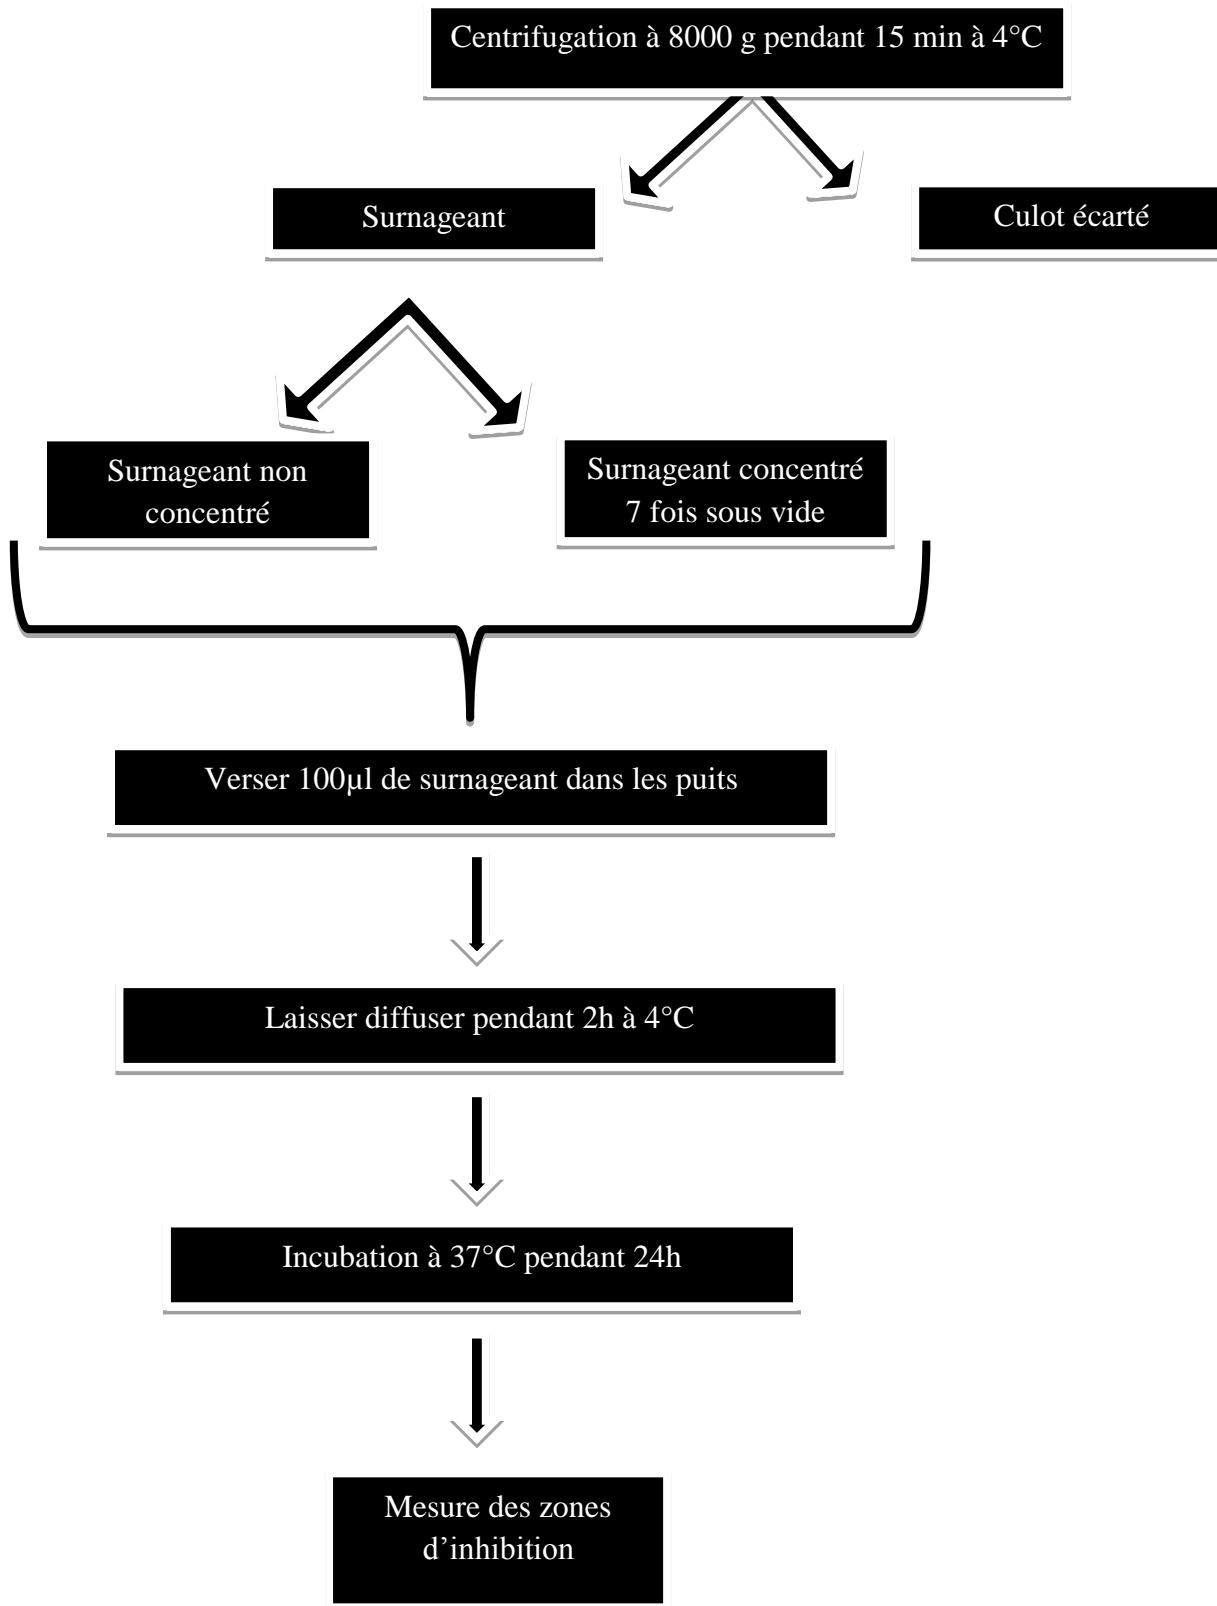 Centrifugation à 8000 g pendant 15 min à 4°C
Surnageant
Culot écarté
Surnageant non
concentré
Surnageant concentré
7 fois sous vide
Verser 100µl de surnageant dans les puits
Laisser diffuser pendant 2h à 4°C
Incubation à 37°C pendant 24h
Mesure des zones
d’inhibition